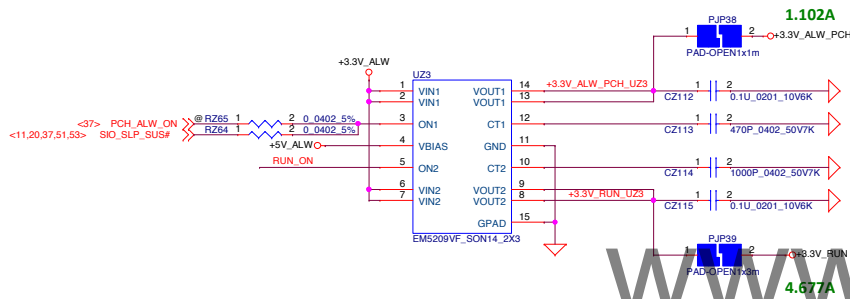 PJP38
1.102A
1 2
+3.3V_ALW_PCH
PAD-OPEN1x1m
+3.3V_ALW
UZ3
1 VIN1 VOUT1 14 +3.3V_ALW_PCH_UZ3
2 VIN1 VOUT1 13
CZ112 1 2 0.1U_0201_10V6K
<37> PCH_ALW_ON @ RZ65 1 2 0_0402_5%
<11,20,37,51,53> SIO_SLP_SUS# RZ64 1 2 0_0402_5%
3 ON1 CT1 12
CZ113 1 2 470P_0402_50V7K
+5V_ALW 4 VBIAS GND 11
RUN_ON 5 ON2 CT2 10
CZ114 1 2 1000P_0402_50V7K
6 VIN2 VOUT2 9
7 VIN2 VOUT2 8 +3.3V_RUN_UZ3
CZ115 1 2 0.1U_0201_10V6K
GPAD 15
EM5209VF_SON14_2X3
PJP39
1 2
+3.3V_RUN
PAD-OPEN1x3m
4.677A
www